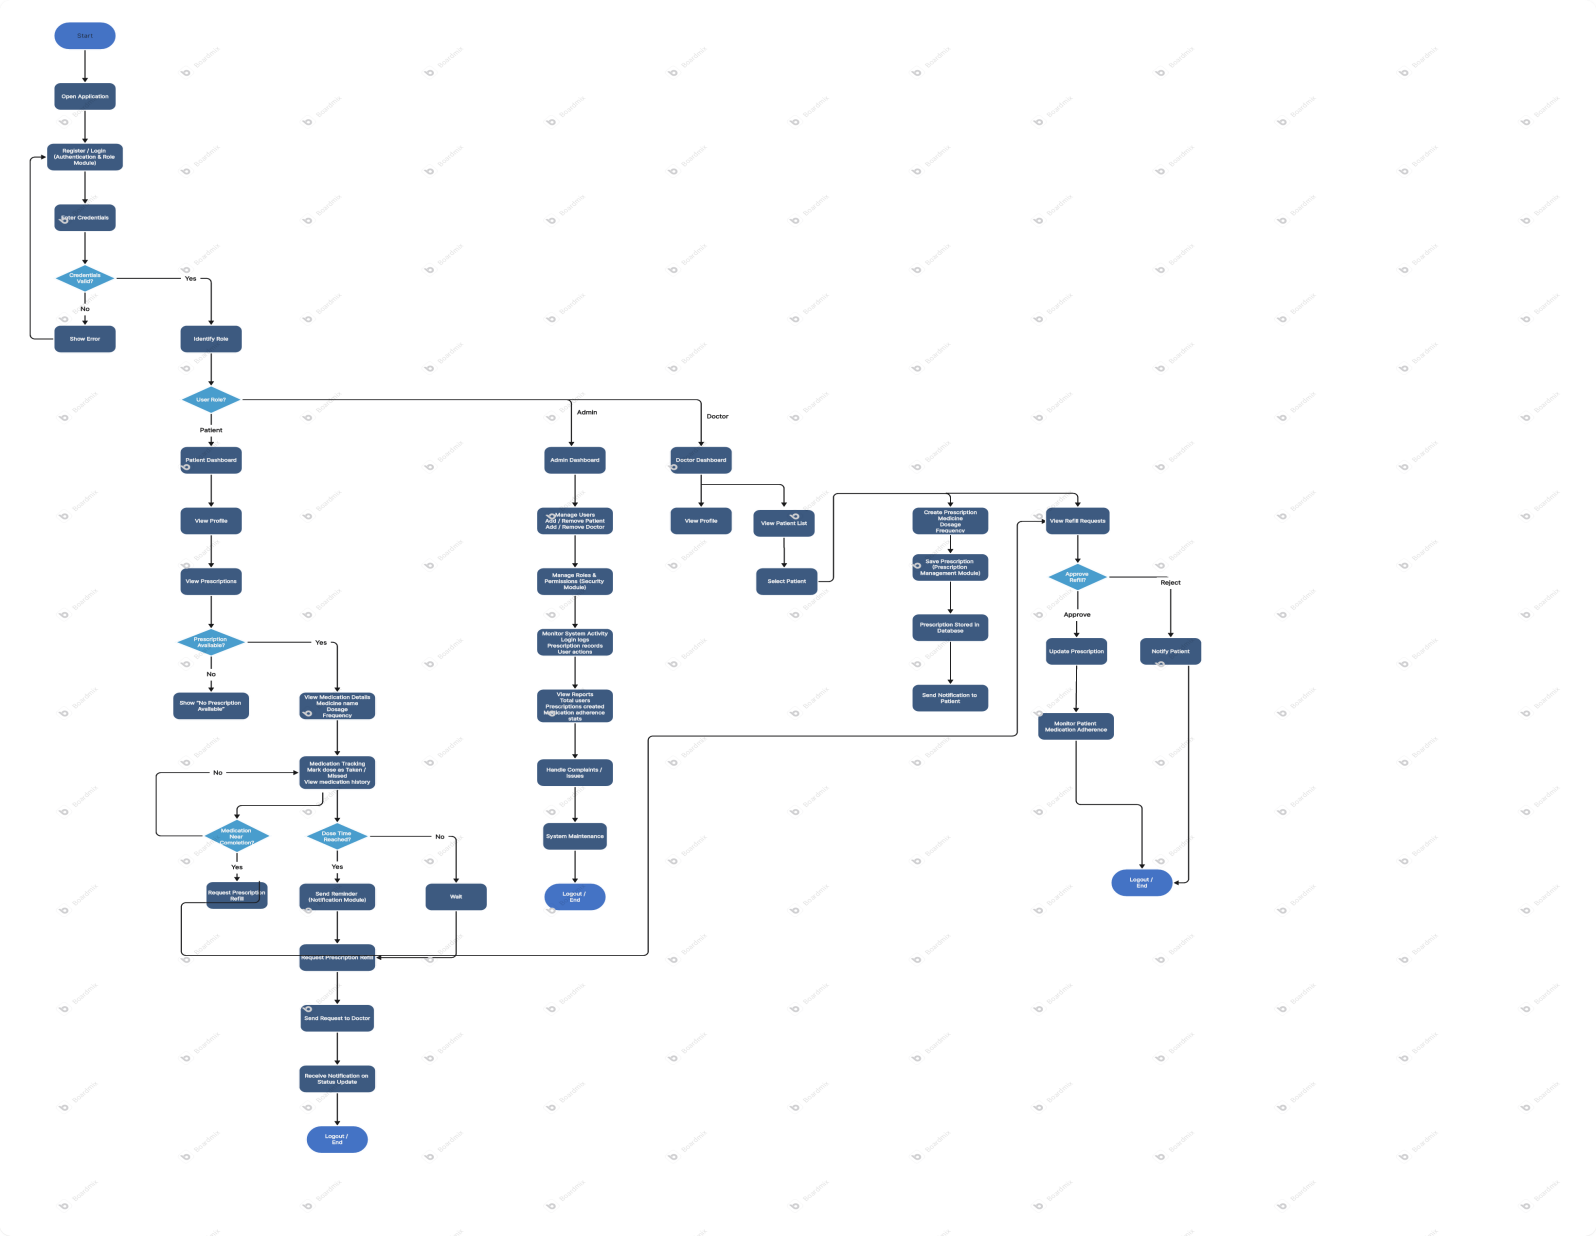 Start
Open Application
Register / Login
(Authentication & Role
Module)
Enter Credentials
Credentials
Valid?
Yes
No
Show Error
Identify Role
User Role?
Admin
Doctor
Patient
Patient Dashboard
Admin Dashboard
Doctor Dashboard
View Profile
Manage Users
Add / Remove Patient
Add / Remove Doctor
View Profile
View Patient List
Create Prescription
Medicine
Dosage
Frequency
View Refill Requests
View Prescriptions
Manage Roles &
Permissions (Security
Module)
Select Patient
Save Prescription
(Prescription
Management Module)
Approve
Refill?
Reject
Approve
Prescription
Available?
Yes
No
Monitor System Activity
Login logs
Prescription records
User actions
Prescription Stored in
Database
Update Prescription
Notify Patient
Show "No Prescription
Available"
View Medication Details
Medicine name
Dosage
Frequency
View Reports
Total users
Prescriptions created
Medication adherence
stats
Send Notification to
Patient
Monitor Patient
Medication Adherence
No
Medication Tracking
Mark dose as Taken /
Missed
View medication history
Handle Complaints /
Issues
Medication
Near
Completion?
Dose Time
Reached?
No
System Maintenance
Yes
Yes
Request Prescription
Refill
Send Reminder
(Notification Module)
Wait
Logout /
End
Logout /
End
Request Prescription Refill
Send Request to Doctor
Receive Notification on
Status Update
Logout /
End
Boardmix